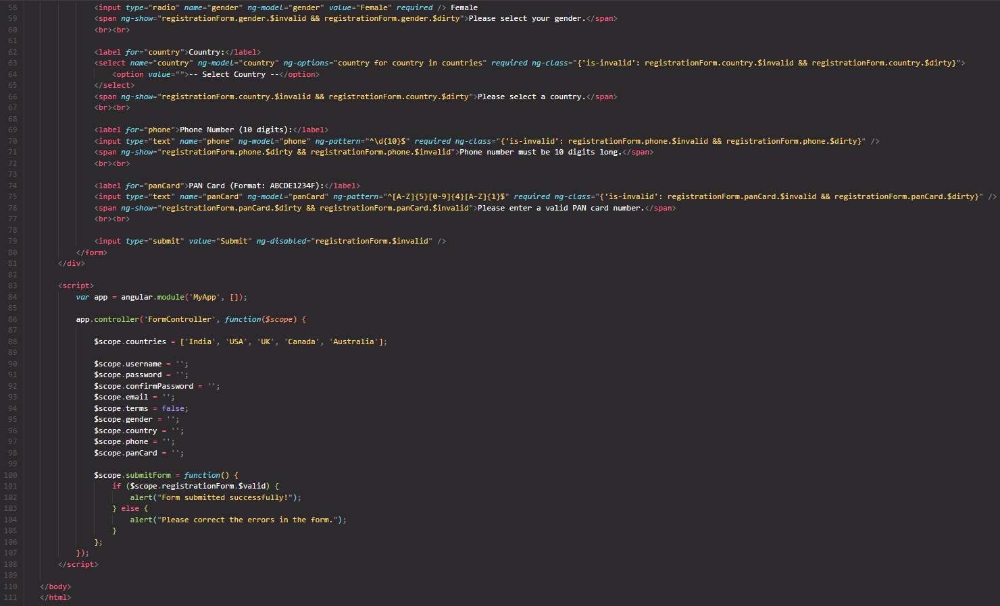 58 <input type="radio" name="gender" ng-model="gender" value="Female" required /> Female
59 <span ng-show="registrationForm.gender.$invalid && registrationForm.gender.$dirty">Please select your gender.</span>
60 <br><br>
61
62 <label for="country">Country:</label>
63 <select name="country" ng-model="country" ng-options="country for country in countries" required ng-class="{'is-invalid': registrationForm.country.$invalid && registrationForm.country.$dirty}">
64 <option value="">-- Select Country --</option>
65 </select>
66 <span ng-show="registrationForm.country.$invalid && registrationForm.country.$dirty">Please select a country.</span>
67 <br><br>
68
69 <label for="phone">Phone Number (10 digits):</label>
70 <input type="text" name="phone" ng-model="phone" ng-pattern="^\d{10}$" required ng-class="{'is-invalid': registrationForm.phone.$invalid && registrationForm.phone.$dirty}" />
71 <span ng-show="registrationForm.phone.$dirty && registrationForm.phone.$invalid">Phone number must be 10 digits long.</span>
72 <br><br>
73
74 <label for="panCard">PAN Card (Format: ABCDE1234F):</label>
75 <input type="text" name="panCard" ng-model="panCard" ng-pattern="^[A-Z]{5}[0-9]{4}[A-Z]{1}$" required ng-class="{'is-invalid': registrationForm.panCard.$invalid && registrationForm.panCard.$dirty}" />
76 <span ng-show="registrationForm.panCard.$dirty && registrationForm.panCard.$invalid">Please enter a valid PAN card number.</span>
77 <br><br>
78
79 <input type="submit" value="Submit" ng-disabled="registrationForm.$invalid" />
80 </form>
81 </div>
82
83 <script>
84 var app = angular.module('MyApp', []);
85
86 app.controller('FormController', function($scope) {
87
88 $scope.countries = ['India', 'USA', 'UK', 'Canada', 'Australia'];
89
90 $scope.username = '';
91 $scope.password = '';
92 $scope.confirmPassword = '';
93 $scope.email = '';
94 $scope.terms = false;
95 $scope.gender = '';
96 $scope.country = '';
97 $scope.phone = '';
98 $scope.panCard = '';
99
100 $scope.submitForm = function() {
101 if ($scope.registrationForm.$valid) {
102 alert("Form submitted successfully!");
103 } else {
104 alert("Please correct the errors in the form.");
105 }
106 };
107 });
108 </script>
109
110 </body>
111 </html>